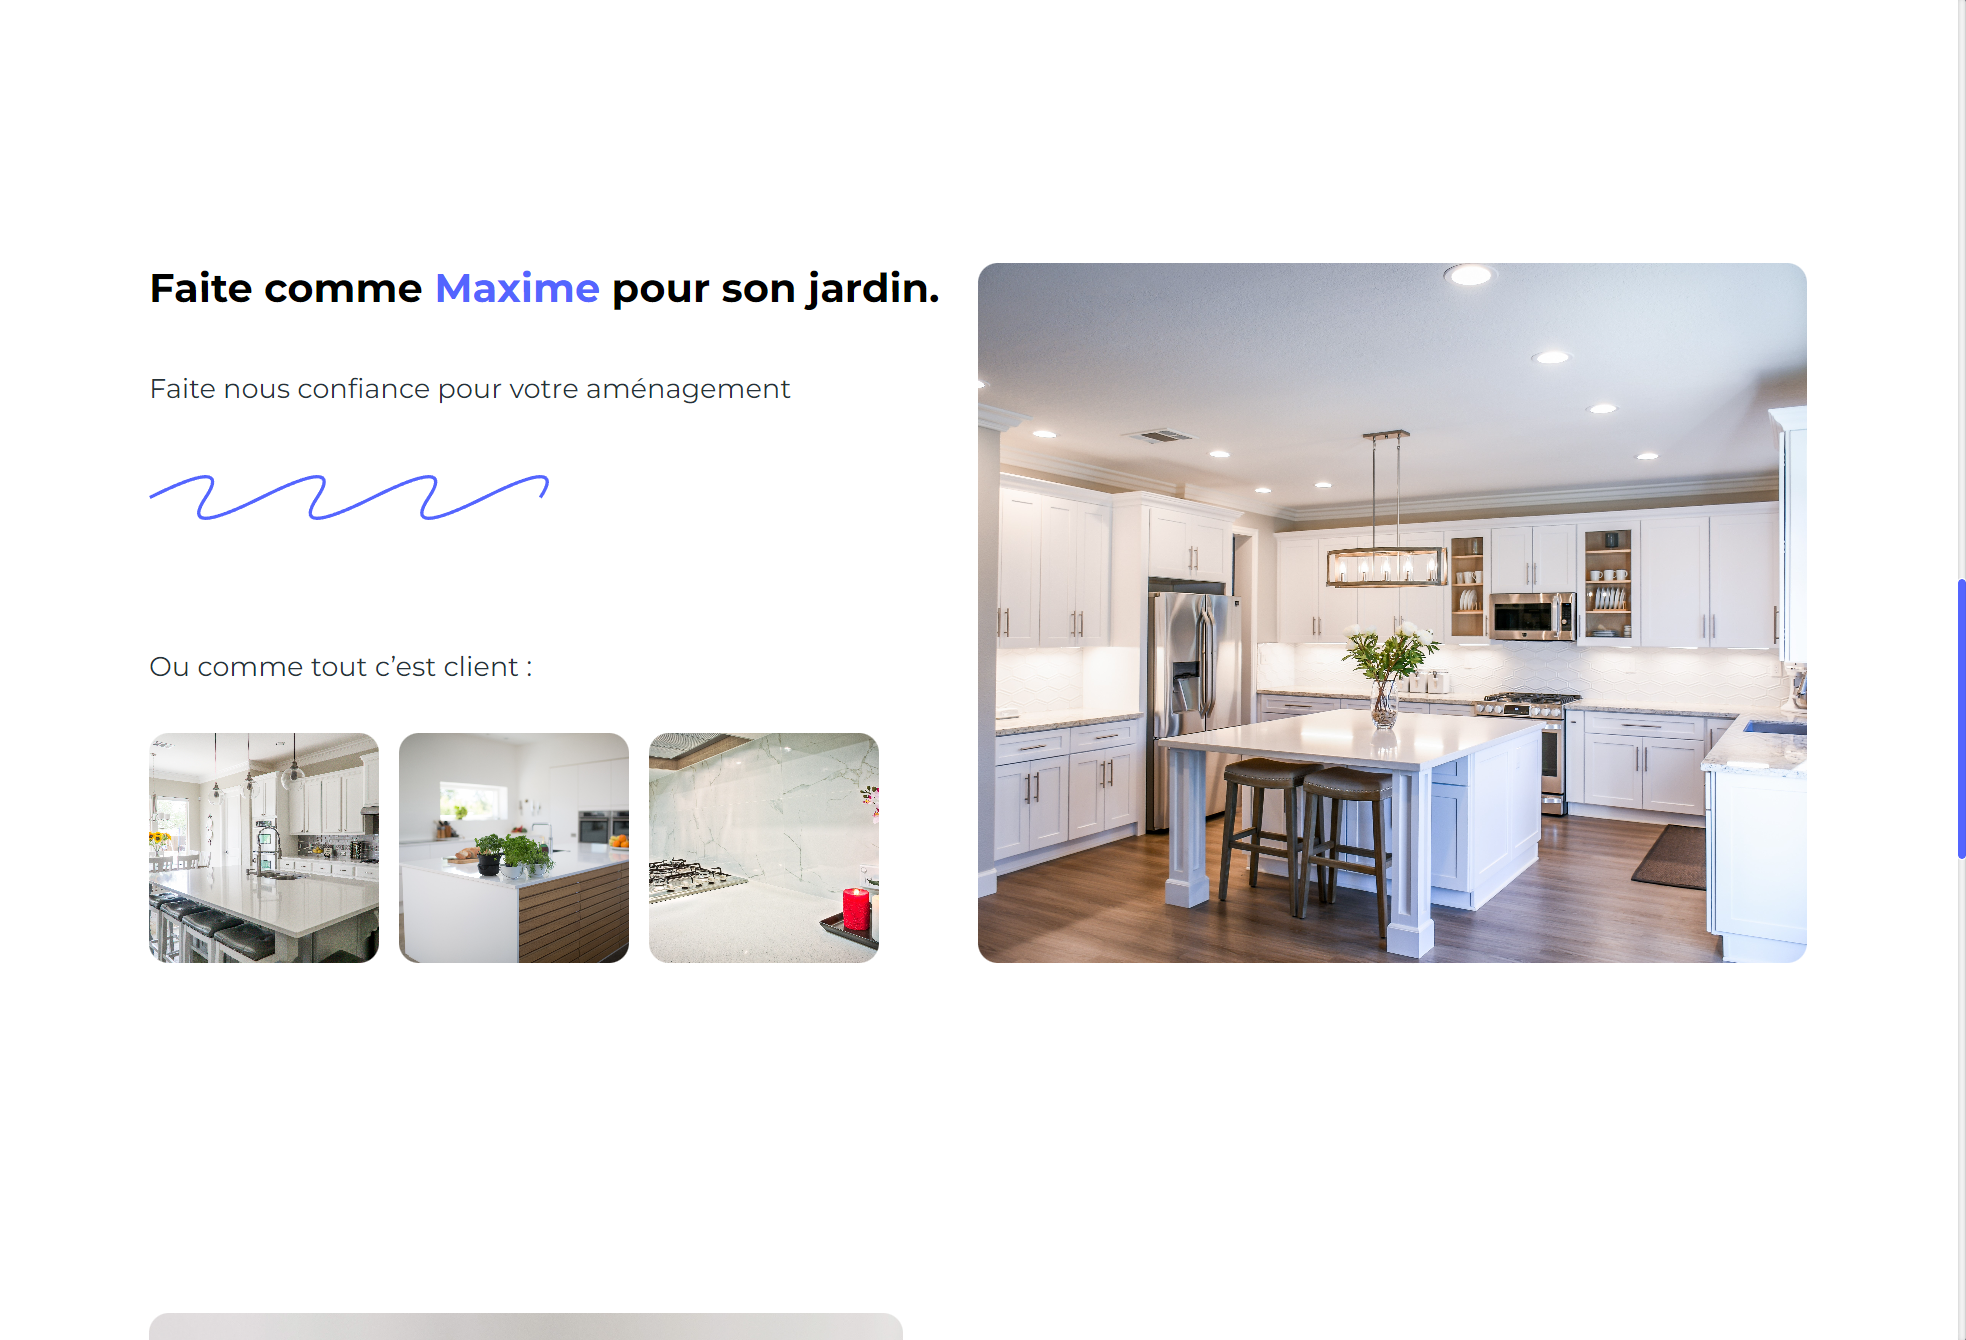 Faite comme Maxime pour son jardin.
Faite nous confiance pour votre aménagement
Ou comme tout c’est client :